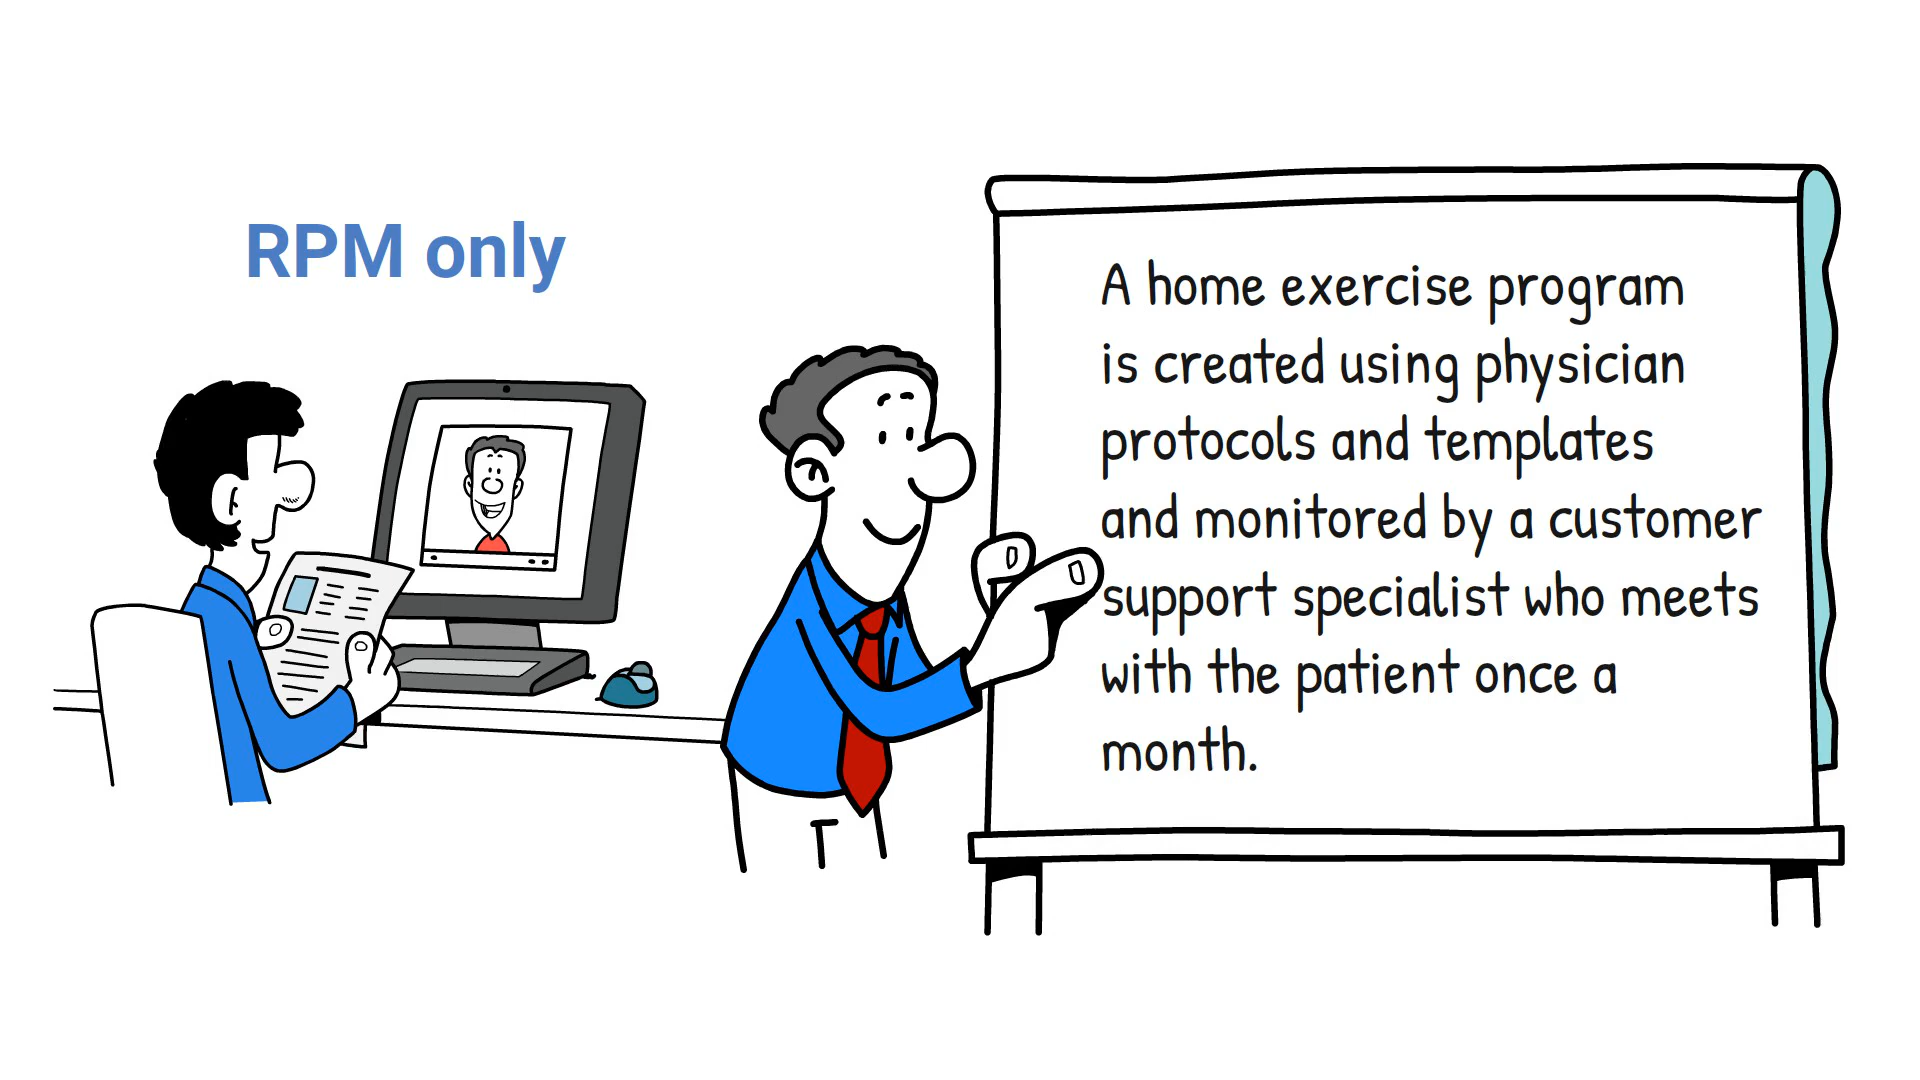 RPM only
A home exercise program
is created using physician
protocols and templates
and monitored by a customer
support specialist who meets
with the patient once a
month.